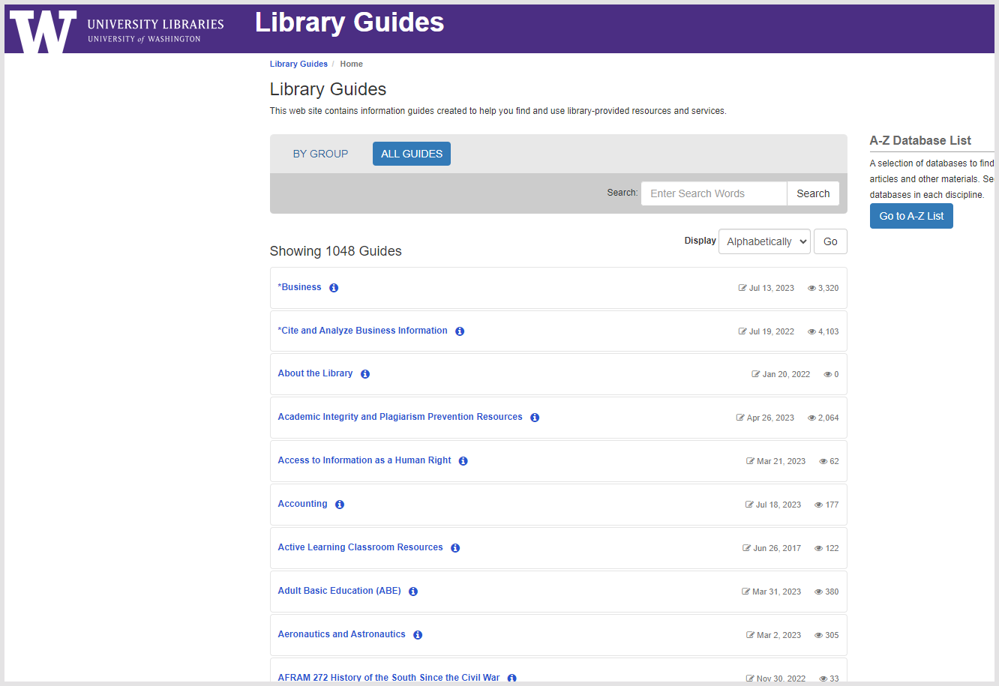 W UNIVERSITY LIBRARIES
UNIVERSITY of WASHINGTON
Library Guides
Library Guides / Home
Library Guides
This web site contains information guides created to help you find and use library-provided resources and services.
BY GROUP ALL GUIDES
Search: Enter Search Words Search
Showing 1048 Guides
Display Alphabetically Go
*Business Jul 13, 2023 3,320
*Cite and Analyze Business Information Jul 19, 2022 4,103
About the Library Jan 20, 2022 0
Academic Integrity and Plagiarism Prevention Resources Apr 26, 2023 2,064
Access to Information as a Human Right Mar 21, 2023 62
Accounting Jul 18, 2023 177
Active Learning Classroom Resources Jun 26, 2017 122
Adult Basic Education (ABE) Mar 31, 2023 380
Aeronautics and Astronautics Mar 2, 2023 305
AFRAM 272 History of the South Since the Civil War Nov 30, 2022 33
A-Z Database List
A selection of databases to find
articles and other materials. Se
databases in each discipline.
Go to A-Z List